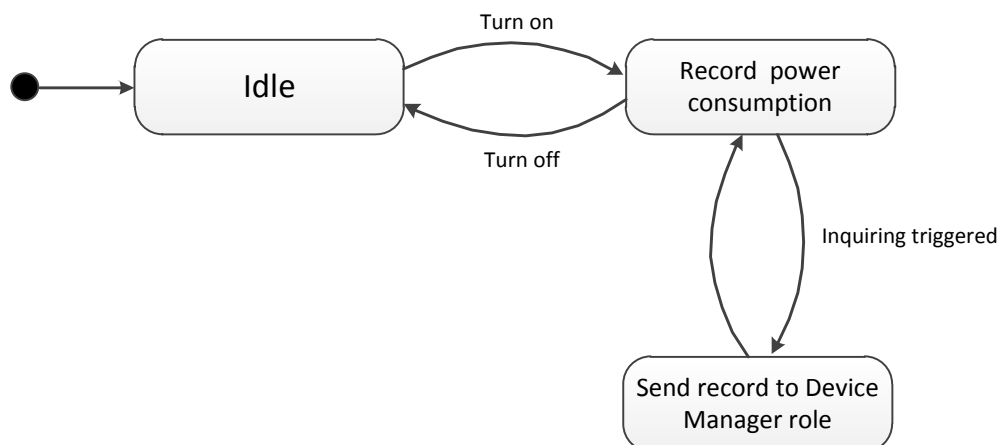 Turn on
Idle
Record power
consumption
Turn off
Inquiring triggered
Send record to Device
Manager role